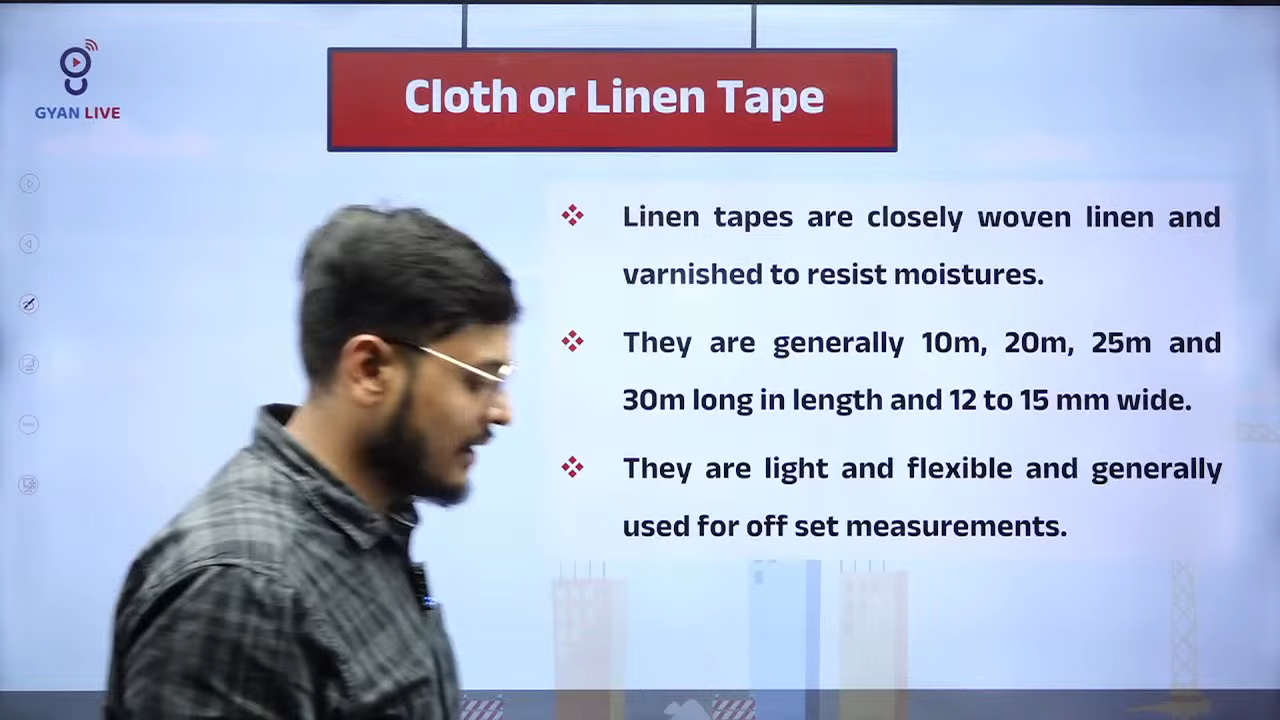 GYAN LIVE
Cloth or Linen Tape
Linen tapes are closely woven linen and
varnished to resist moistures.
They are generally 10m, 20m, 25m and
30m long in length and 12 to 15 mm wide.
They are light and flexible and generally
used for off set measurements.